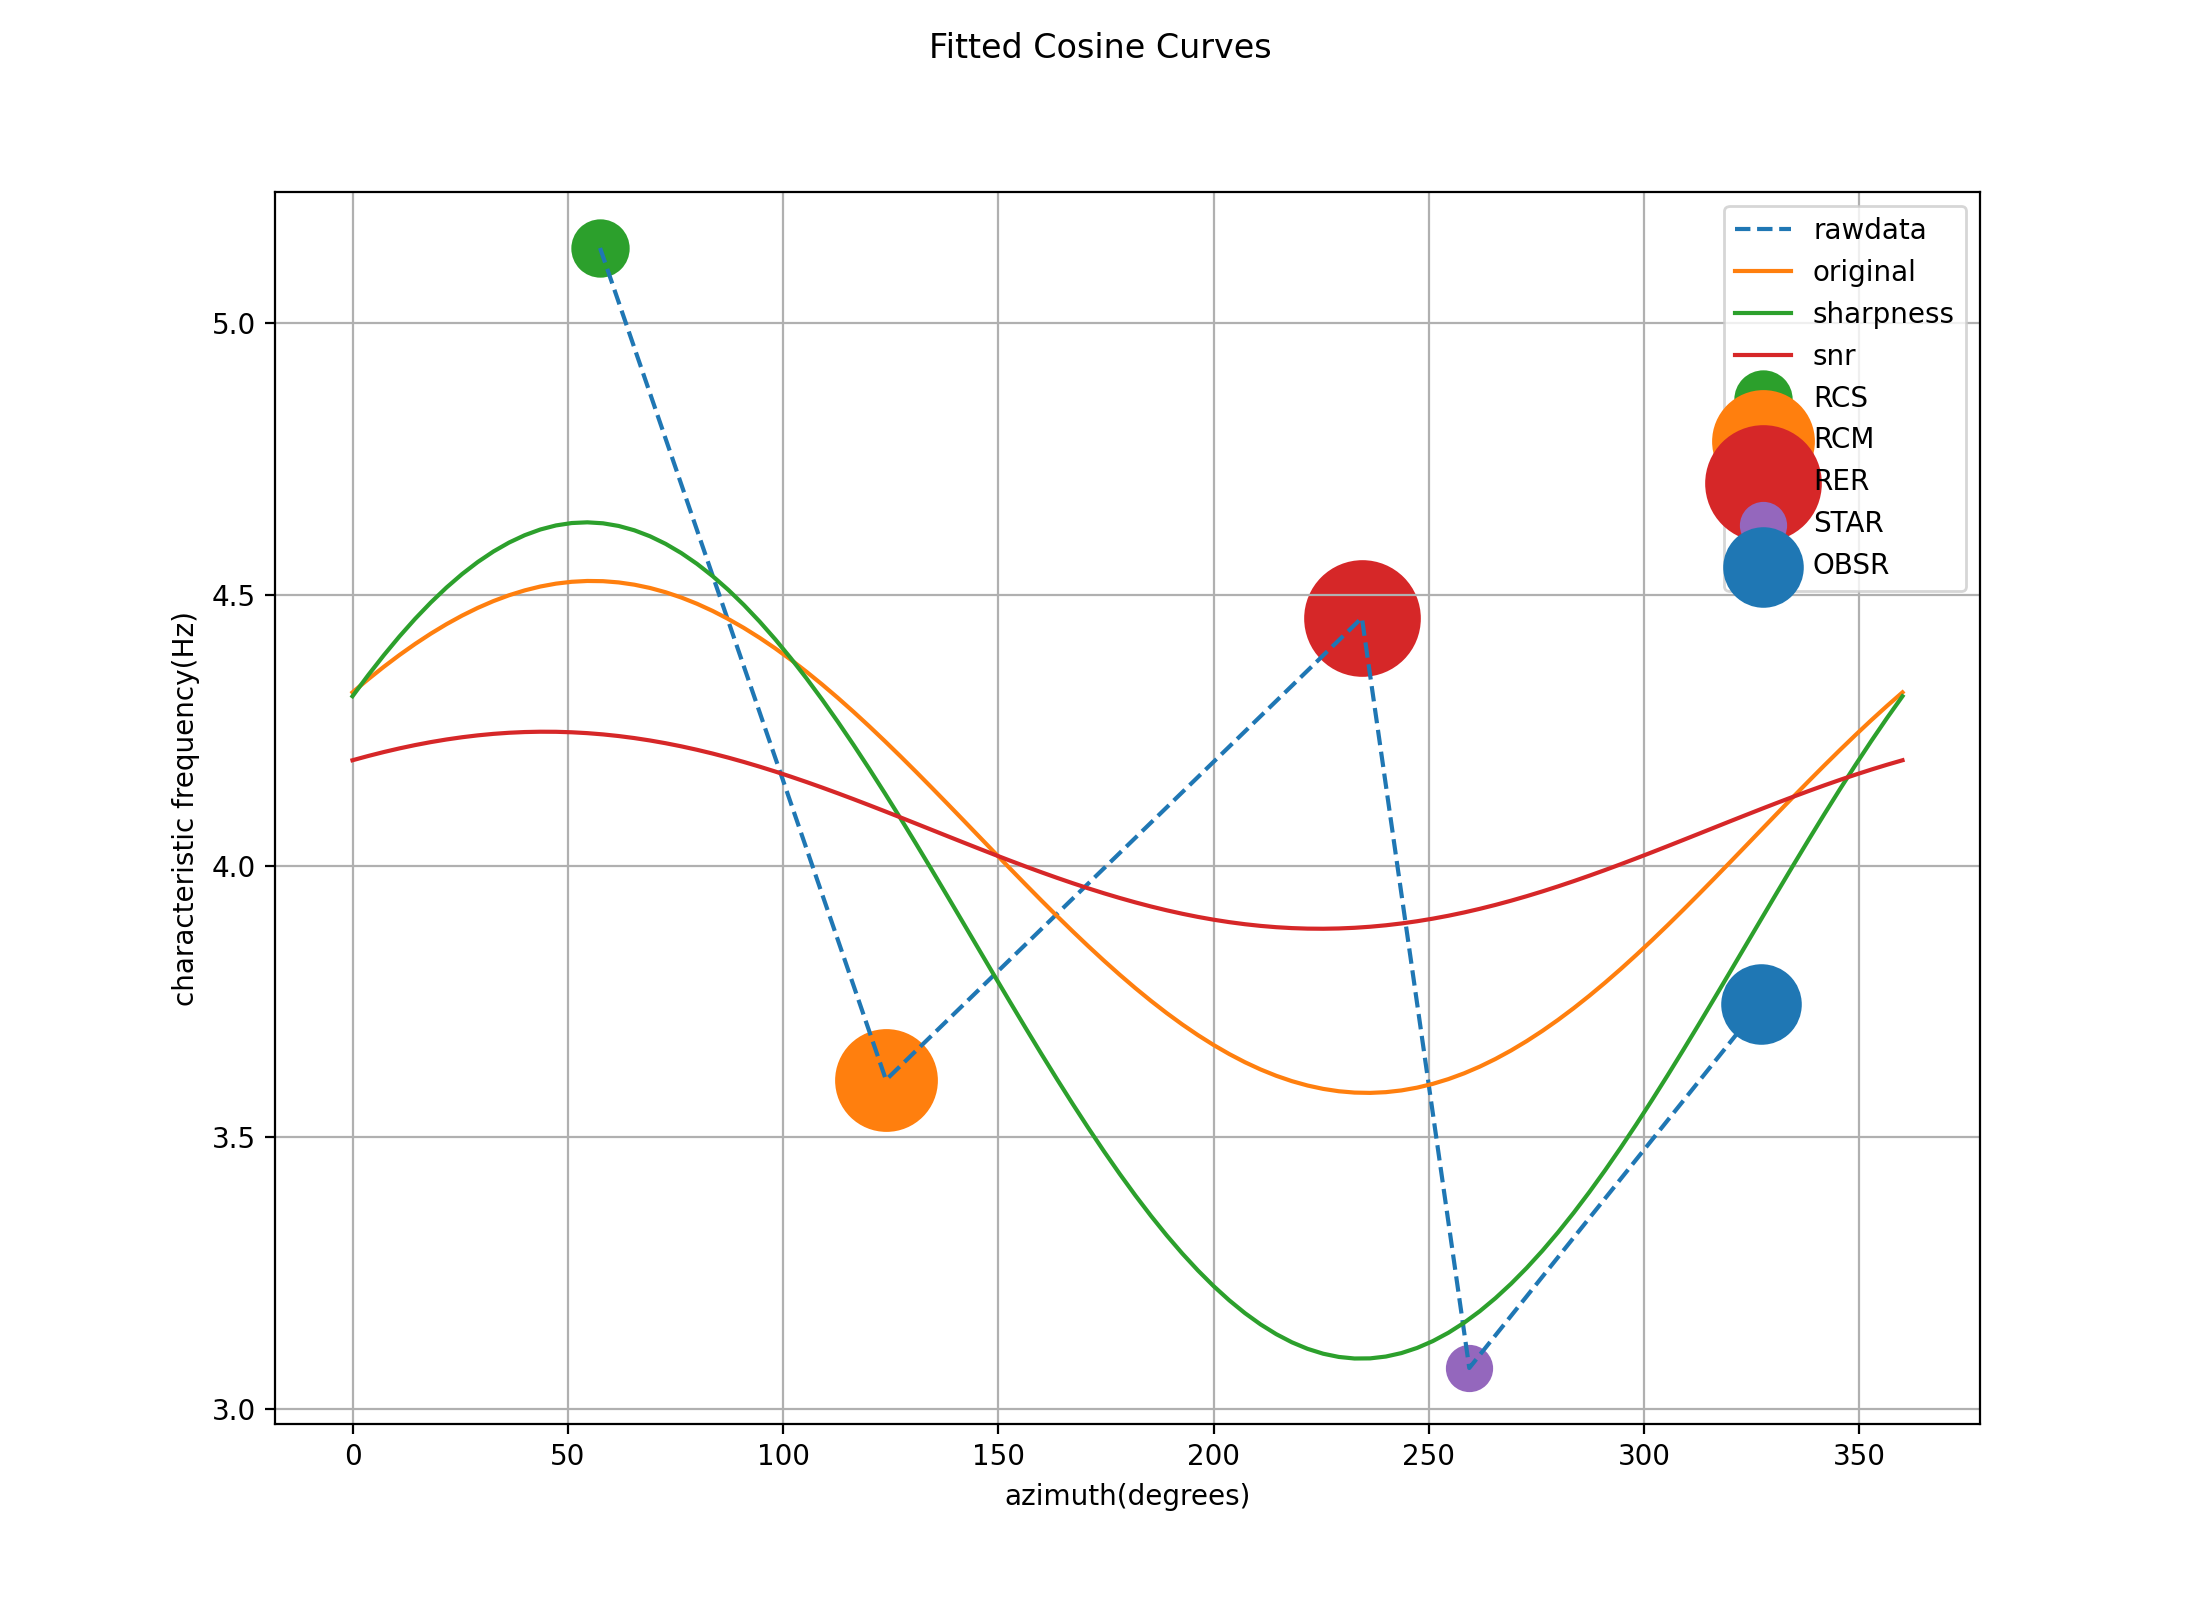 Fitted Cosine Curves
rawdata
original
sharpness
snr
RCS
RCM
RER
STAR
OBSR
characteristic frequency(Hz)
5.0
4.5
4.0
3.5
3.0
0 50 100 150 200 250 300 350
azimuth(degrees)